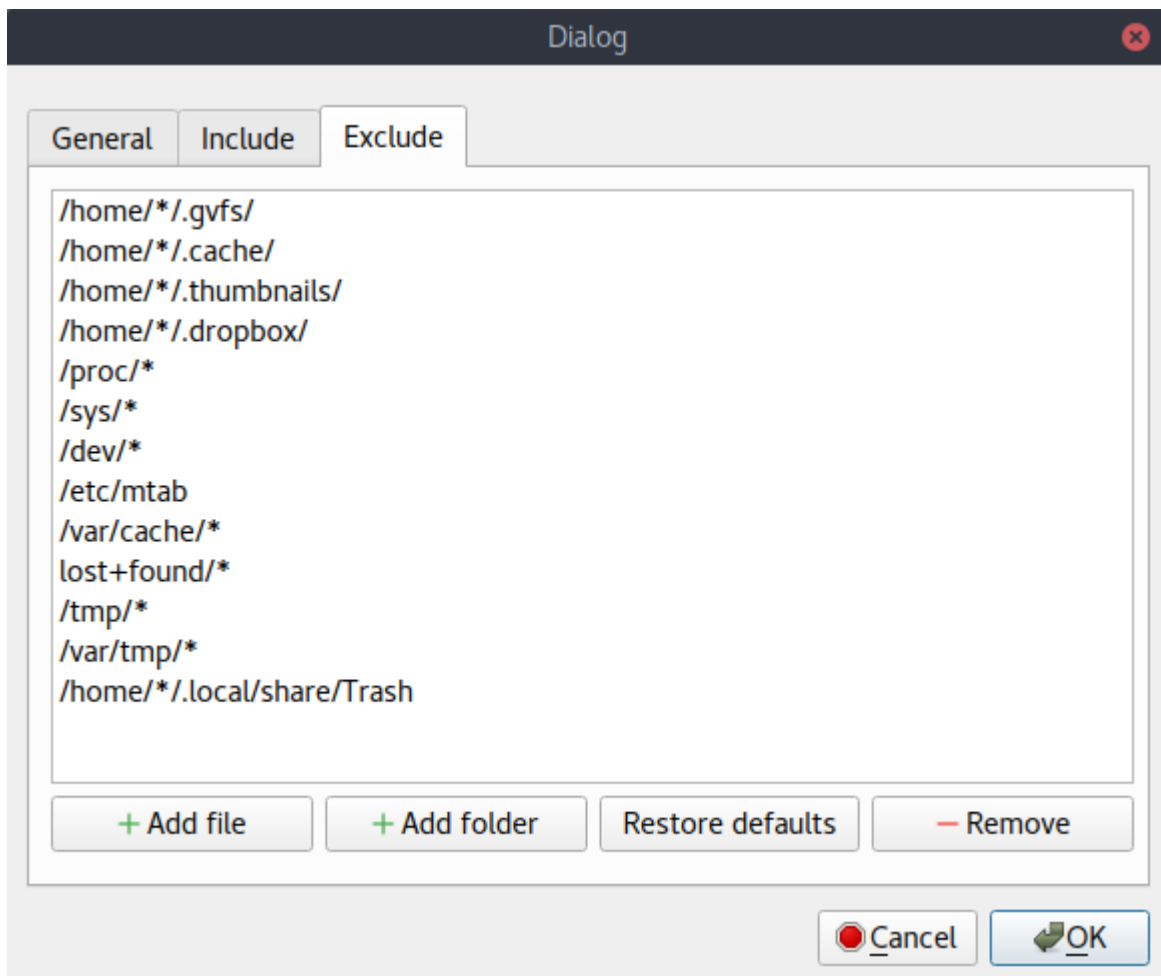 Dialog
General Include Exclude
/home/*/.gvfs/
/home/*/.cache/
/home/*/.thumbnails/
/home/*/.dropbox/
/proc/*
/sys/*
/dev/*
/etc/mtab
/var/cache/*
lost+found/*
/tmp/*
/var/tmp/*
/home/*/.local/share/Trash
+ Add file + Add folder Restore defaults − Remove
Cancel OK